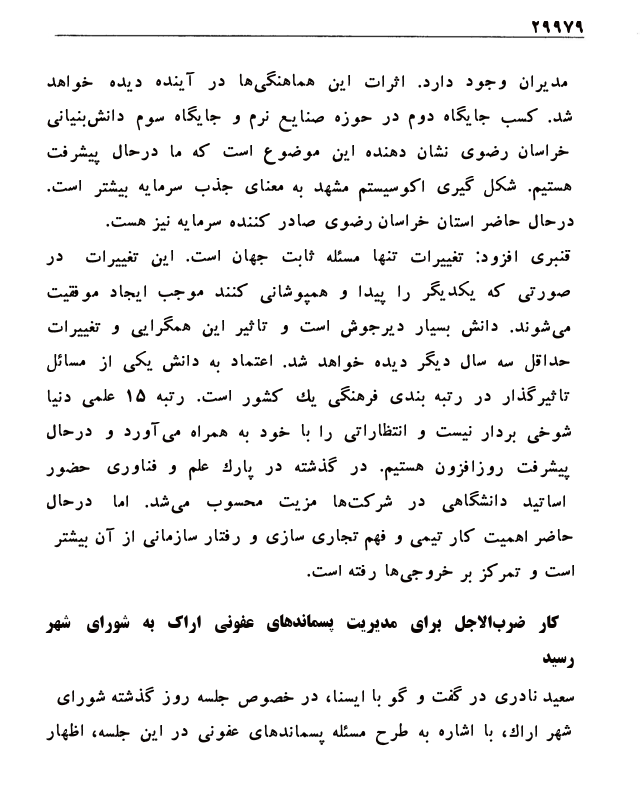 ۲۹۹۷۹
مدیران وجود دارد. اثرات این هماهنگی‌ها در آینده دیده خواهد
شد. کسب جایگاه دوم در حوزه صنایع نرم و جایگاه سوم دانش‌بنیانی
خراسان رضوی نشان دهنده این موضوع است که ما درحال پیشرفت
هستیم. شکل گیری اکوسیستم مشهد به معنای جذب سرمایه بیشتر است.
درحال حاضر استان خراسان رضوی صادر کننده سرمایه نیز هست.
قنبری افزود: تغییرات تنها مسئله ثابت جهان است. این تغییرات در
صورتی که یکدیگر را پیدا و همپوشانی کنند موجب ایجاد موفقیت
می‌شوند. دانش بسیار دیرجوش است و تاثیر این همگرایی و تغییرات
حداقل سه سال دیگر دیده خواهد شد. اعتماد به دانش یکی از مسائل
تاثیرگذار در رتبه بندی فرهنگی یك کشور است. رتبه ۱۵ علمی دنیا
شوخی بردار نیست و انتظاراتی را با خود به همراه می‌آورد و درحال
پیشرفت روزافزون هستیم. در گذشته در پارك علم و فناوری حضور
اساتید دانشگاهی در شرکت‌ها مزیت محسوب می‌شد. اما درحال
حاضر اهمیت کار تیمی و فهم تجاری سازی و رفتار سازمانی از آن بیشتر
است و تمرکز بر خروجی‌ها رفته است.
کار ضرب‌الاجل برای مدیریت پسماندهای عفونی اراک به شورای شهر
رسید
سعید نادری در گفت و گو با ایسنا، در خصوص جلسه روز گذشته شورای
شهر اراك، با اشاره به طرح مسئله پسماندهای عفونی در این جلسه، اظهار